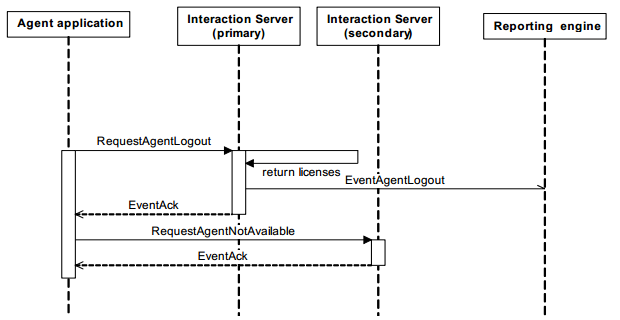 Agent application
Interaction Server
(primary)
Interaction Server
(secondary)
Reporting engine
RequestAgentLogout
return licenses
EventAgentLogout
EventAck
RequestAgentNotAvailable
EventAck